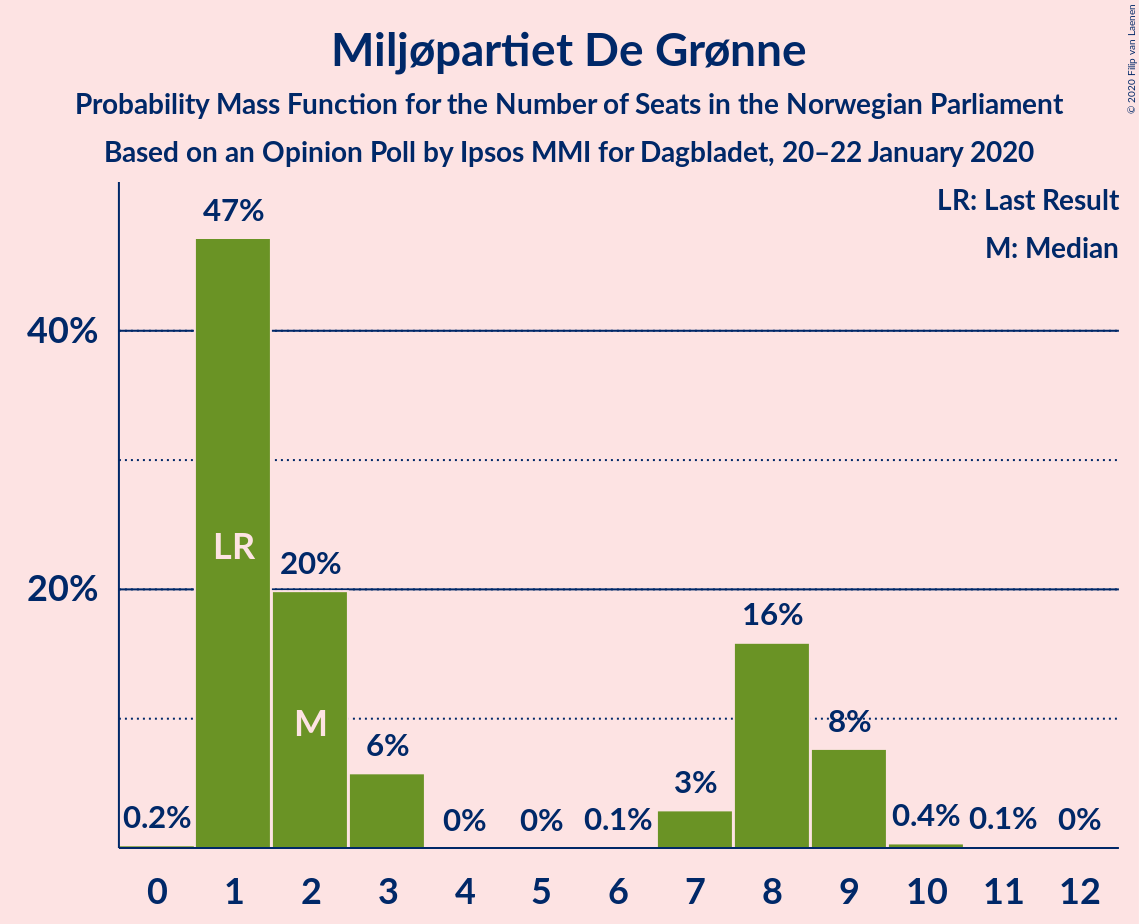 Miljøpartiet De Grønne
Probability Mass Function for the Number of Seats in the Norwegian Parliament
Based on an Opinion Poll by Ipsos MMI for Dagbladet, 20–22 January 2020
© 2020 Filip van Laenen
LR: Last Result
M: Median
40%
20%
0.2%
47%
20%
6%
0%
0%
0.1%
3%
16%
8%
0.4%
0.1%
0%
LR
M
0 1 2 3 4 5 6 7 8 9 10 11 12